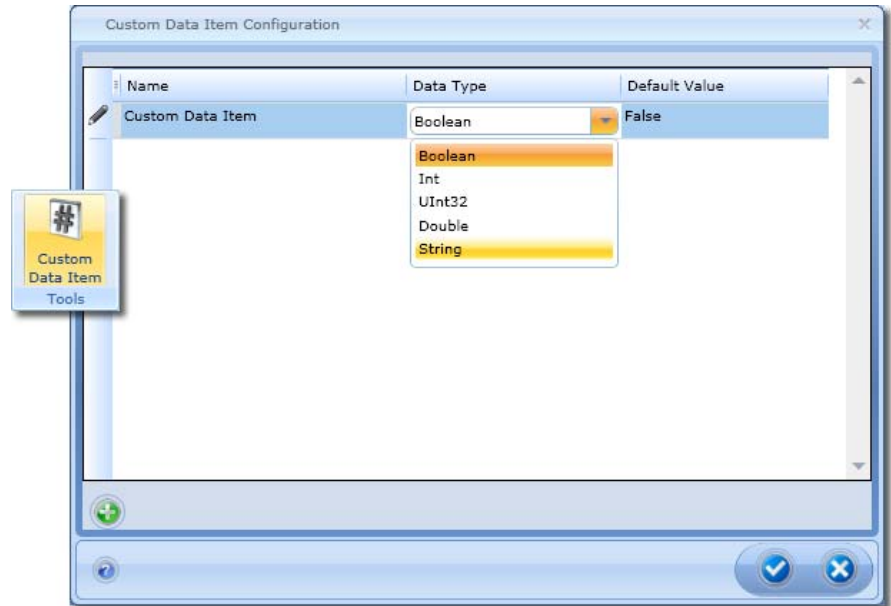 Custom Data Item Configuration
Name Data Type Default Value
Custom Data Item Boolean False
Boolean
Int
UInt32
Double
String
#
Custom
Data Item
Tools
?